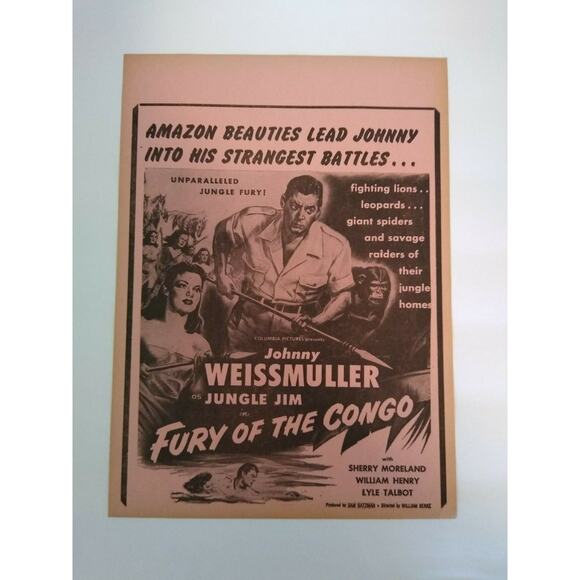 AMAZON BEAUTIES LEAD JOHNNY
INTO HIS STRANGEST BATTLES...
UNPARALLELED
JUNGLE FURY!
fighting lions..
leopards...
giant spiders
and savage
raiders of
their
jungle
homes
COLUMBIA PICTURES presents
Johnny
WEISSMULLER
as JUNGLE JIM
in
FURY OF THE CONGO
with
SHERRY MORELAND
WILLIAM HENRY
LYLE TALBOT
Produced by SAM KATZMAN • Directed by WILLIAM BERKE